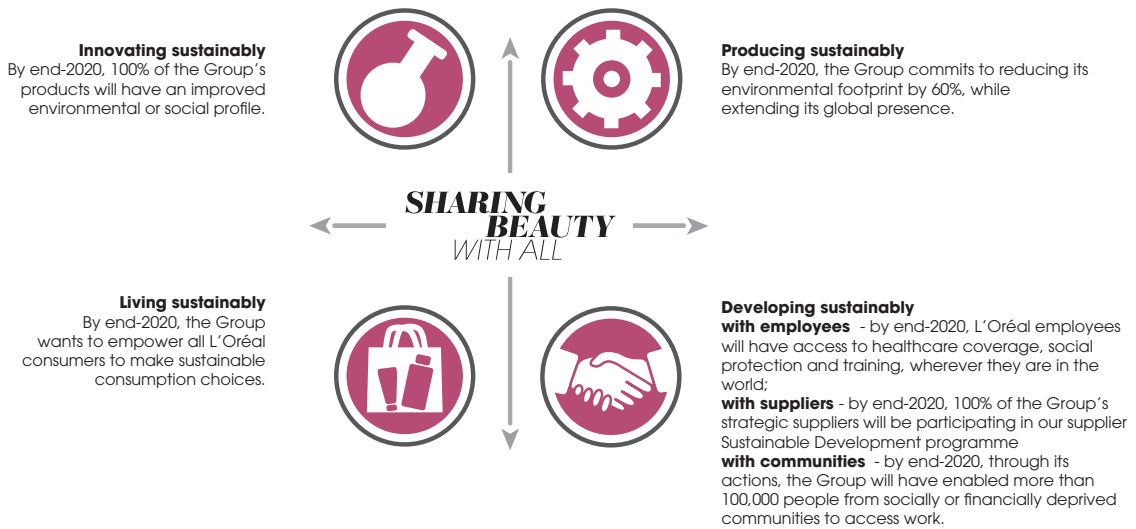 Innovating sustainably
By end-2020, 100% of the Group's
products will have an improved
environmental or social profile.
Producing sustainably
By end-2020, the Group commits to reducing its
environmental footprint by 60%, while
extending its global presence.
SHARING
BEAUTY
WITH ALL
Living sustainably
By end-2020, the Group
wants to empower all L'Oréal
consumers to make sustainable
consumption choices.
Developing sustainably
with employees - by end-2020, L'Oréal employees
will have access to healthcare coverage, social
protection and training, wherever they are in the
world;
with suppliers - by end-2020, 100% of the Group's
strategic suppliers will be participating in our supplier
Sustainable Development programme
with communities - by end-2020, through its
actions, the Group will have enabled more than
100,000 people from socially or financially deprived
communities to access work.